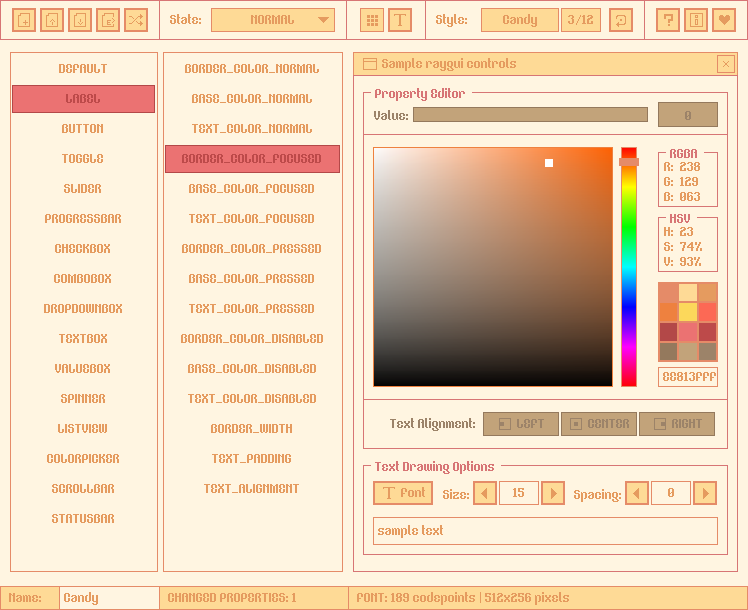 State: NORMAL Style: Candy 3/12
DEFAULT
LABEL
BUTTON
TOGGLE
SLIDER
PROGRESSBAR
CHECKBOX
COMBOBOX
DROPDOWNBOX
TEXTBOX
VALUEBOX
SPINNER
LISTVIEW
COLORPICKER
SCROLLBAR
STATUSBAR
BORDER_COLOR_NORMAL
BASE_COLOR_NORMAL
TEXT_COLOR_NORMAL
BORDER_COLOR_FOCUSED
BASE_COLOR_FOCUSED
TEXT_COLOR_FOCUSED
BORDER_COLOR_PRESSED
BASE_COLOR_PRESSED
TEXT_COLOR_PRESSED
BORDER_COLOR_DISABLED
BASE_COLOR_DISABLED
TEXT_COLOR_DISABLED
BORDER_WIDTH
TEXT_PADDING
TEXT_ALIGNMENT
Sample raygui controls
Property Editor
Value: 0
RGBA
R: 238
G: 129
B: 063
HSV
H: 23
S: 74%
V: 93%
EE813fff
Text Alignment: LEFT CENTER RIGHT
Text Drawing Options
T Font Size: 15 Spacing: 0
sample text
Name: Candy CHANGED PROPERTIES: 1 FONT: 189 codepoints | 512x256 pixels